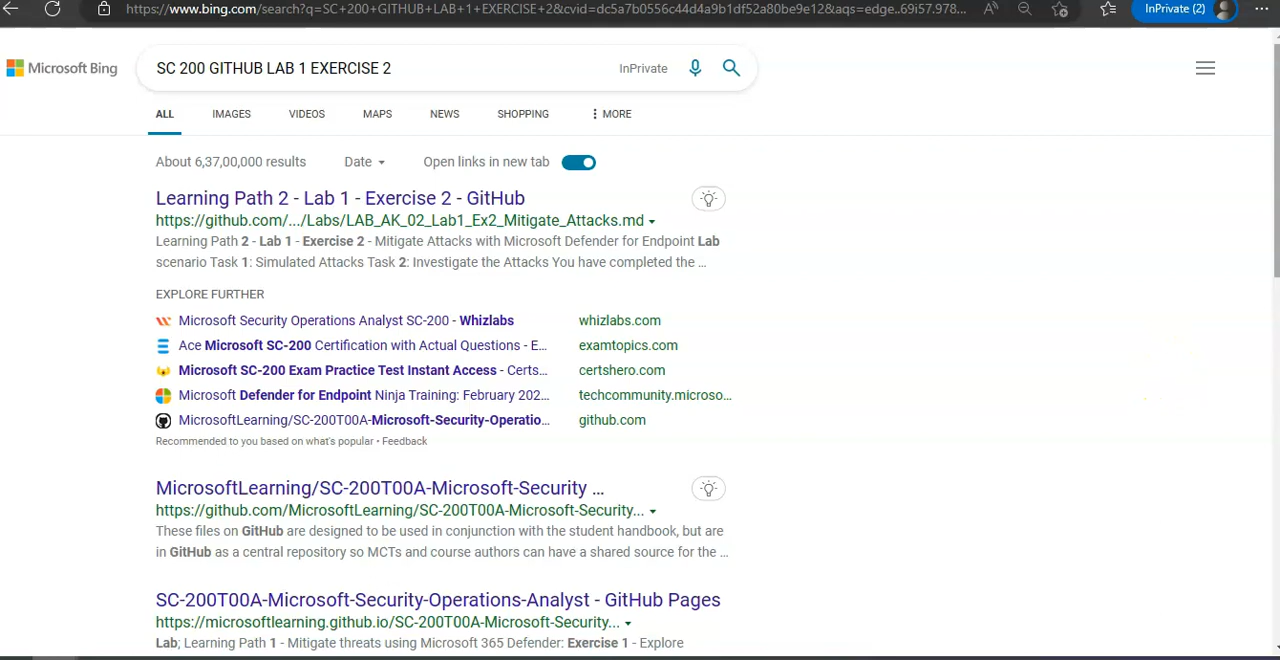 https://www.bing.com/search?q=SC+200+GITHUB+LAB+1+EXERCISE+2&cvid=dc5a7b0556c44d4a9b1df52a80be9e12&aqs=edge..69i57.978...
InPrivate (2)
Microsoft Bing
SC 200 GITHUB LAB 1 EXERCISE 2
InPrivate
ALL IMAGES VIDEOS MAPS NEWS SHOPPING MORE
About 6,37,00,000 results Date Open links in new tab
Learning Path 2 - Lab 1 - Exercise 2 - GitHub
https://github.com/.../Labs/LAB_AK_02_Lab1_Ex2_Mitigate_Attacks.md
Learning Path 2 - Lab 1 - Exercise 2 - Mitigate Attacks with Microsoft Defender for Endpoint Lab
scenario Task 1: Simulated Attacks Task 2: Investigate the Attacks You have completed the ...
EXPLORE FURTHER
Microsoft Security Operations Analyst SC-200 - Whizlabs whizlabs.com
Ace Microsoft SC-200 Certification with Actual Questions - E... examtopics.com
Microsoft SC-200 Exam Practice Test Instant Access - Certs... certshero.com
Microsoft Defender for Endpoint Ninja Training: February 202... techcommunity.microso...
MicrosoftLearning/SC-200T00A-Microsoft-Security-Operatio... github.com
Recommended to you based on what's popular • Feedback
MicrosoftLearning/SC-200T00A-Microsoft-Security ...
https://github.com/MicrosoftLearning/SC-200T00A-Microsoft-Security...
These files on GitHub are designed to be used in conjunction with the student handbook, but are
in GitHub as a central repository so MCTs and course authors can have a shared source for the ...
SC-200T00A-Microsoft-Security-Operations-Analyst - GitHub Pages
https://microsoftlearning.github.io/SC-200T00A-Microsoft-Security...
Lab; Learning Path 1 - Mitigate threats using Microsoft 365 Defender: Exercise 1 - Explore